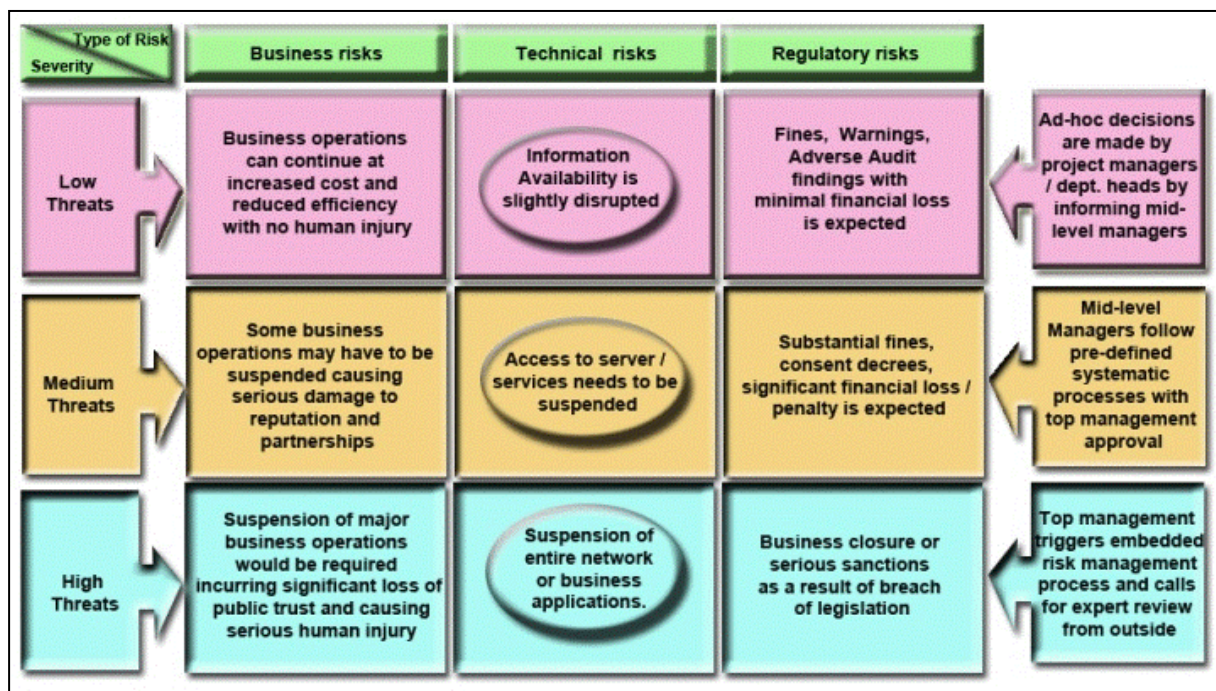 Type of Risk
Severity
Business risks
Technical risks
Regulatory risks
Low
Threats
Business operations
can continue at
increased cost and
reduced efficiency
with no human injury
Information
Availability is
slightly disrupted
Fines, Warnings,
Adverse Audit
findings with
minimal financial loss
is expected
Ad-hoc decisions
are made by
project managers
/ dept. heads by
informing mid-
level managers
Medium
Threats
Some business
operations may have to be
suspended causing
serious damage to
reputation and
partnerships
Access to server /
services needs to be
suspended
Substantial fines,
consent decrees,
significant financial loss /
penalty is expected
Mid-level
Managers follow
pre-defined
systematic
processes with
top management
approval
High
Threats
Suspension of major
business operations
would be required
incurring significant loss of
public trust and causing
serious human injury
Suspension of
entire network
or business
applications.
Business closure or
serious sanctions
as a result of breach
of legislation
Top management
triggers embedded
risk management
process and calls
for expert review
from outside